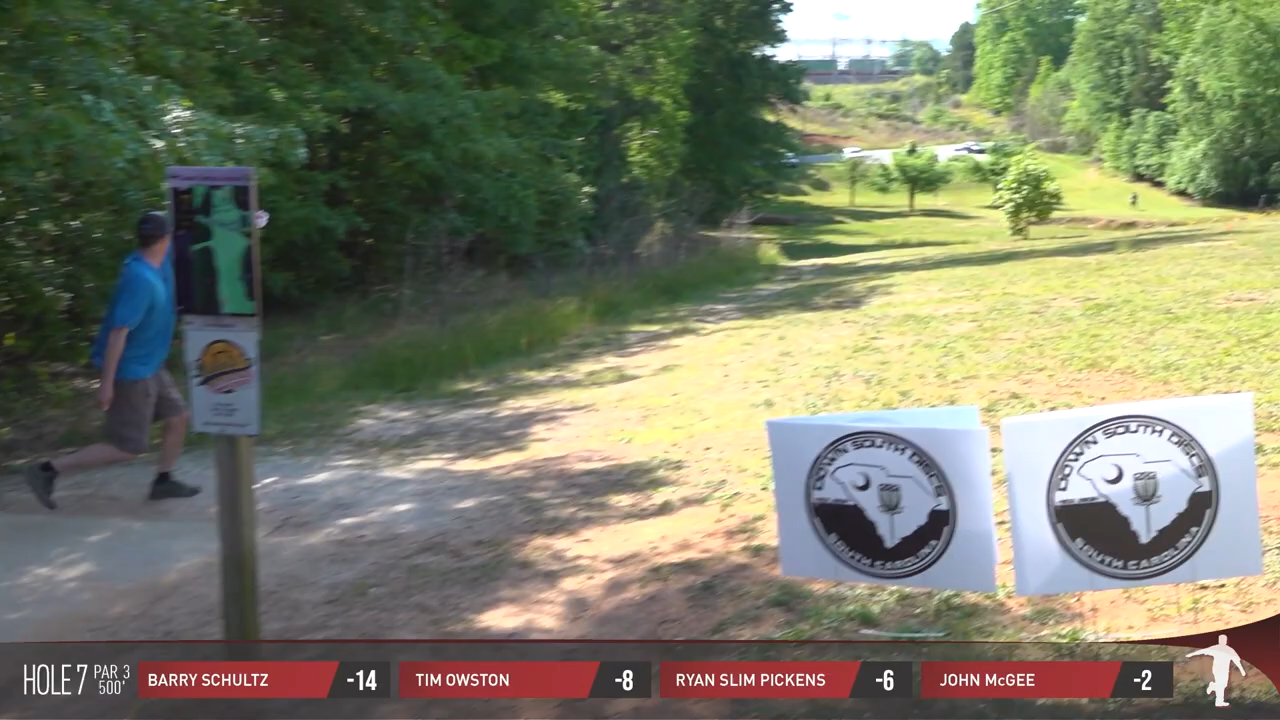 DOWN SOUTH DISCS
SOUTH CAROLINA
DOWN SOUTH DISCS
SOUTH CAROLINA
HOLE 7 PAR 3 500'
BARRY SCHULTZ -14
TIM OWSTON -8
RYAN SLIM PICKENS -6
JOHN McGEE -2